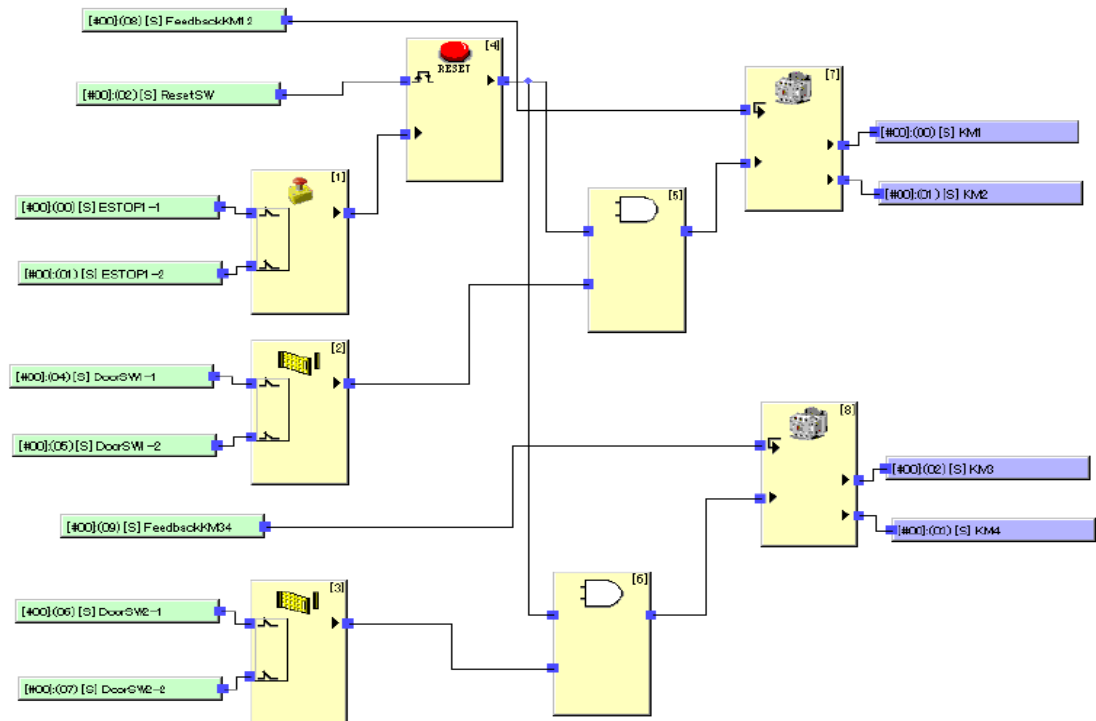 [#00]:(08) [S] FeedbackKM12
[4]
RESET
[7]
[#00]:(02) [S] ResetSW
[#00]:(00) [S] KM1
[1]
[#00]:(01) [S] KM2
[#00]:(00) [S] ESTOP1-1
[5]
[#00]:(01) [S] ESTOP1-2
[2]
[#00]:(04) [S] DoorSW1-1
[8]
[#00]:(05) [S] DoorSW1-2
[#00]:(02) [S] KM3
[#00]:(09) [S] FeedbackKM34
[#00]:(01) [S] KM4
[3]
[6]
[#00]:(06) [S] DoorSW2-1
[#00]:(07) [S] DoorSW2-2